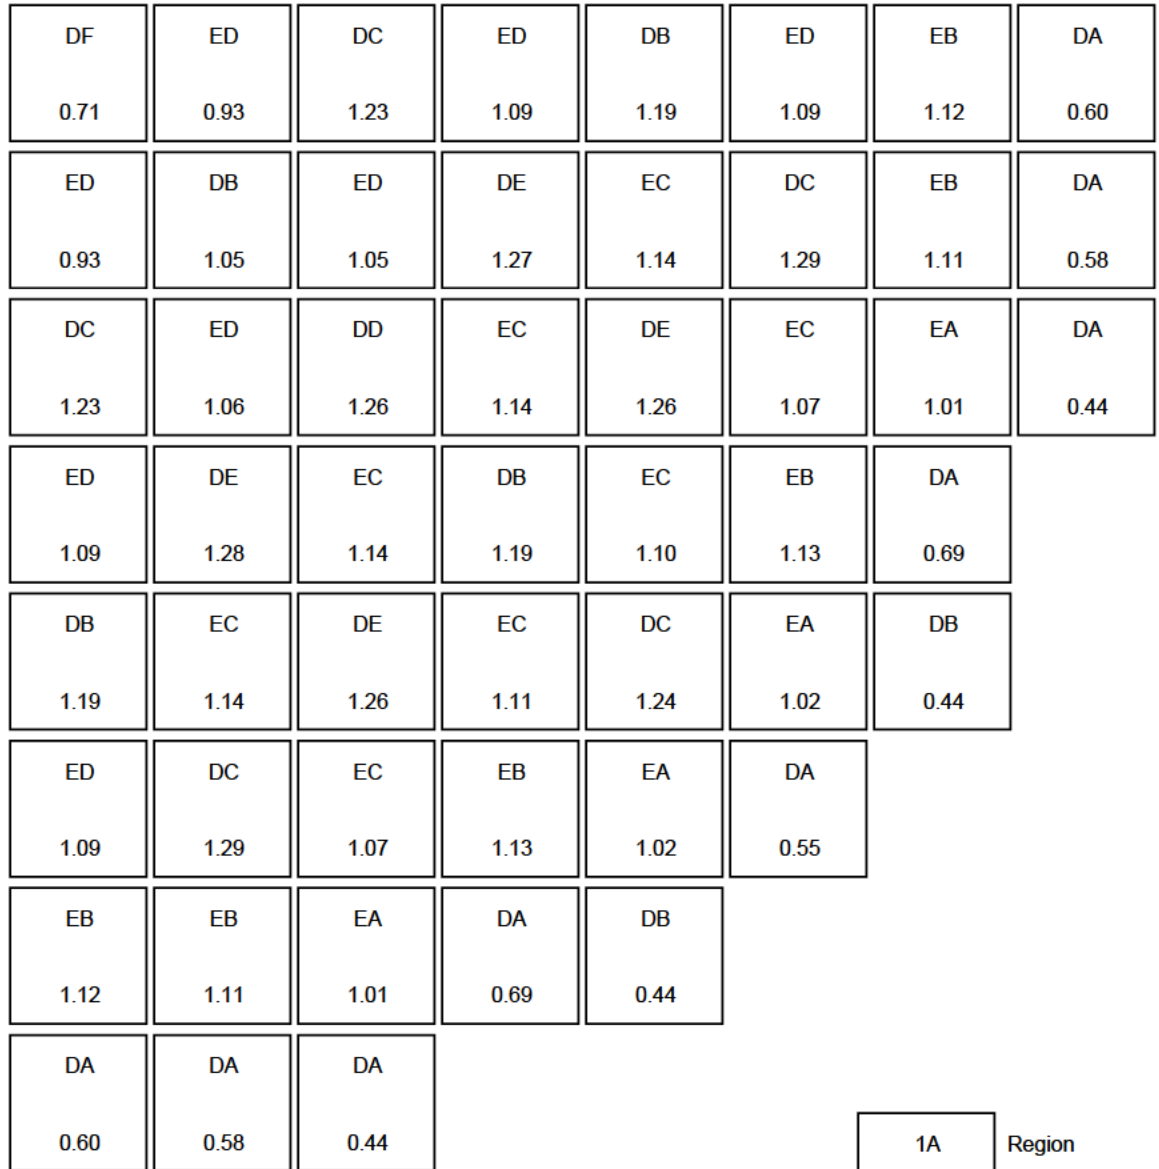 DF ED DC ED DB ED EB DA
0.71 0.93 1.23 1.09 1.19 1.09 1.12 0.60
ED DB ED DE EC DC EB DA
0.93 1.05 1.05 1.27 1.14 1.29 1.11 0.58
DC ED DD EC DE EC EA DA
1.23 1.06 1.26 1.14 1.26 1.07 1.01 0.44
ED DE EC DB EC EB DA
1.09 1.28 1.14 1.19 1.10 1.13 0.69
DB EC DE EC DC EA DB
1.19 1.14 1.26 1.11 1.24 1.02 0.44
ED DC EC EB EA DA
1.09 1.29 1.07 1.13 1.02 0.55
EB EB EA DA DB
1.12 1.11 1.01 0.69 0.44
DA DA DA
0.60 0.58 0.44 1A Region